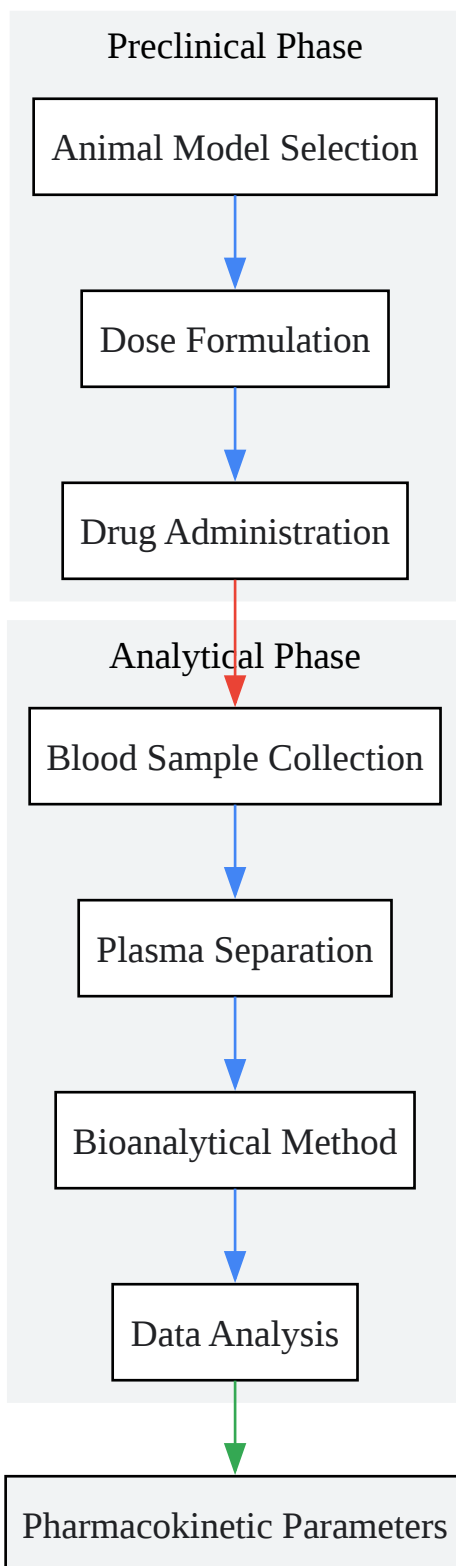 Preclinical Phase
Animal Model Selection
Dose Formulation
Drug Administration
Analytical Phase
Blood Sample Collection
Plasma Separation
Bioanalytical Method
Data Analysis
Pharmacokinetic Parameters